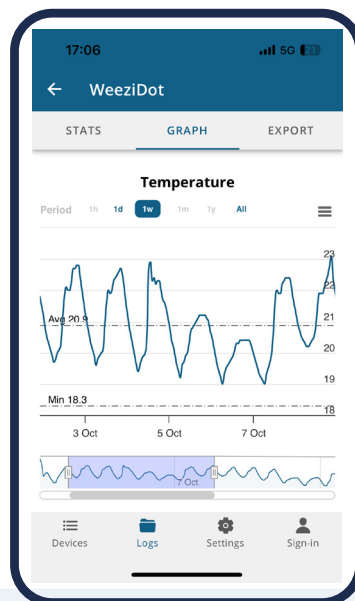 17:06 5G 21
WeeziDot
STATS GRAPH EXPORT
Temperature
Period 1h 1d 1w 1m 1y All
23
22
Avg 20.9 21
20
19
Min 18.3
18
3 Oct 5 Oct 7 Oct
7 Oct
Devices Logs Settings Sign-in